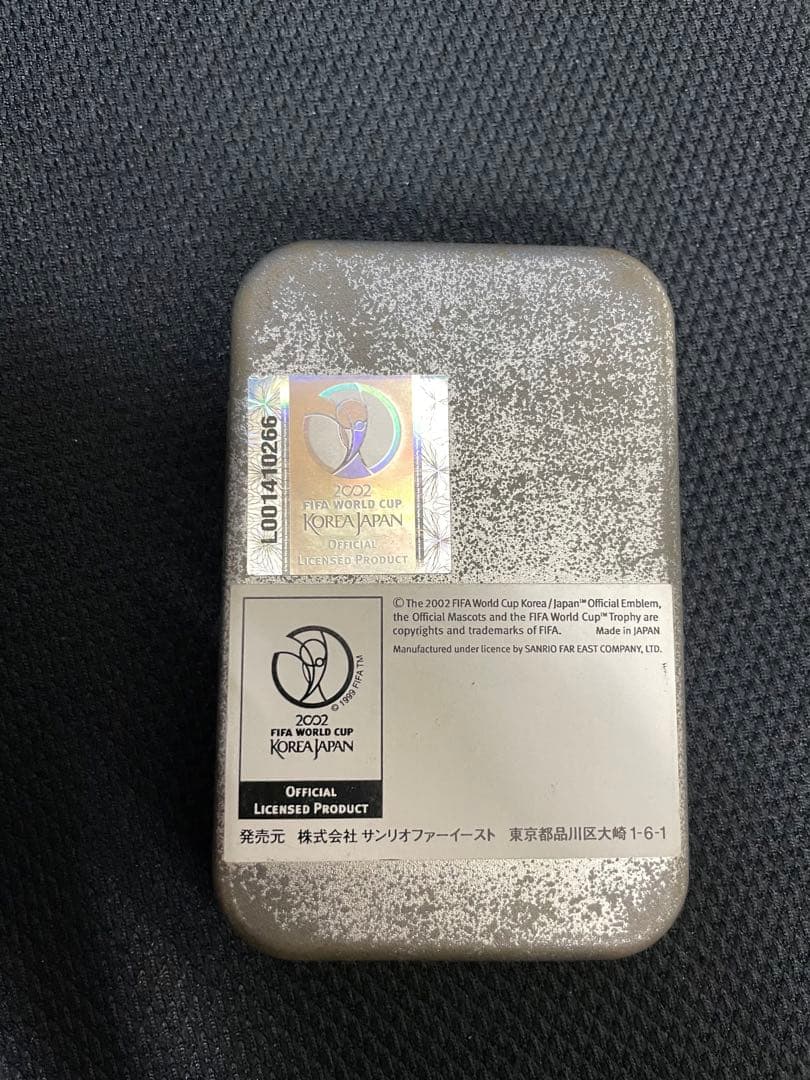 L001410266
2002
FIFA WORLD CUP
KOREA JAPAN
OFFICIAL
LICENSED PRODUCT
© 1999 FIFA TM
2002
FIFA WORLD CUP
KOREA JAPAN
OFFICIAL
LICENSED PRODUCT
© The 2002 FIFA World Cup Korea / Japan™ Official Emblem,
the Official Mascots and the FIFA World Cup™ Trophy are
copyrights and trademarks of FIFA. Made in JAPAN
Manufactured under licence by SANRIO FAR EAST COMPANY, LTD.
発売元 株式会社 サンリオファーイースト 東京都品川区大崎 1-6-1